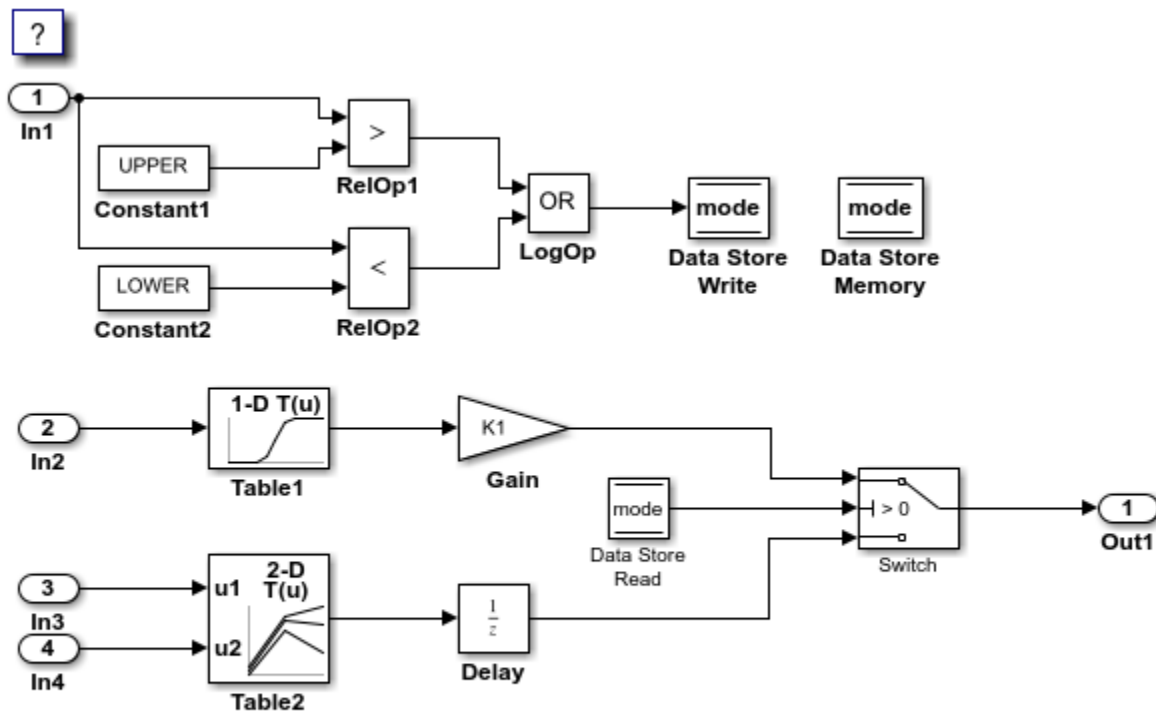 ?
1
In1
UPPER
Constant1
>
RelOp1
LOWER
Constant2
<
RelOp2
OR
LogOp
mode
Data Store
Write
mode
Data Store
Memory
2
In2
1-D T(u)
Table1
K1
Gain
mode
Data Store
Read
> 0
Switch
1
Out1
3
In3
4
In4
u1
u2
2-D
T(u)
Table2
1
z
Delay